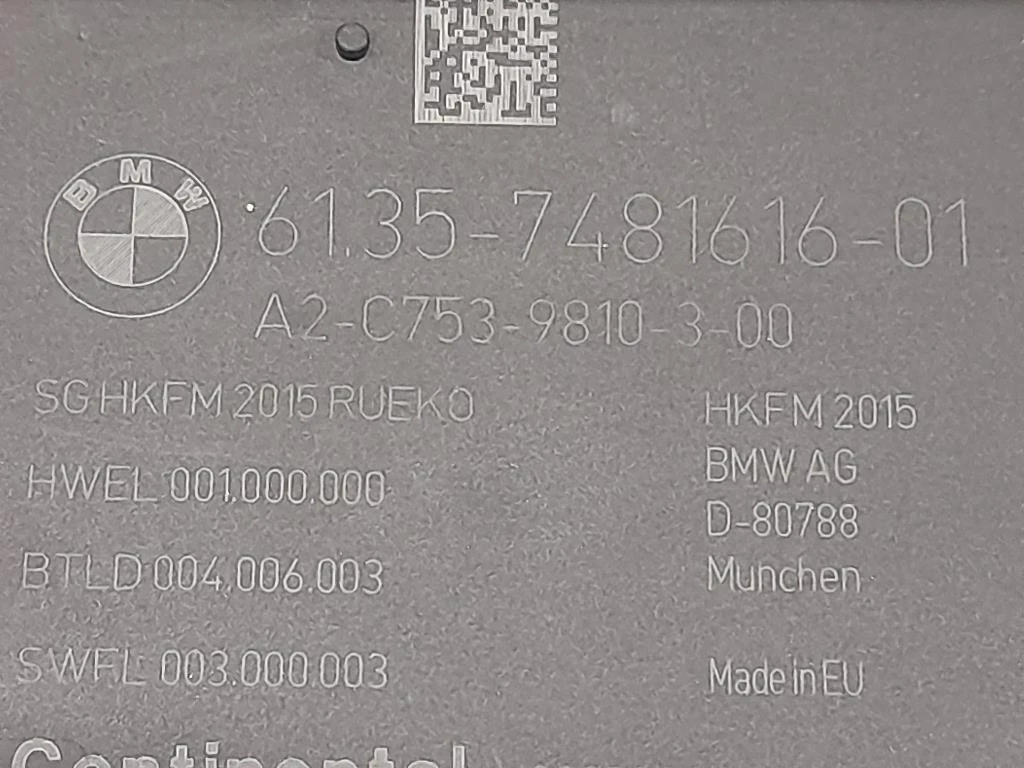 BMW
61.35-7481616-01
A2-C753-9810-3-00
SG HKFM 2015 RUEKO
HWEL 001.000.000
BTLD 004.006.003
SWFL 003.000.003
HKFM 2015
BMW AG
D-80788
Munchen
Made in EU
Continental